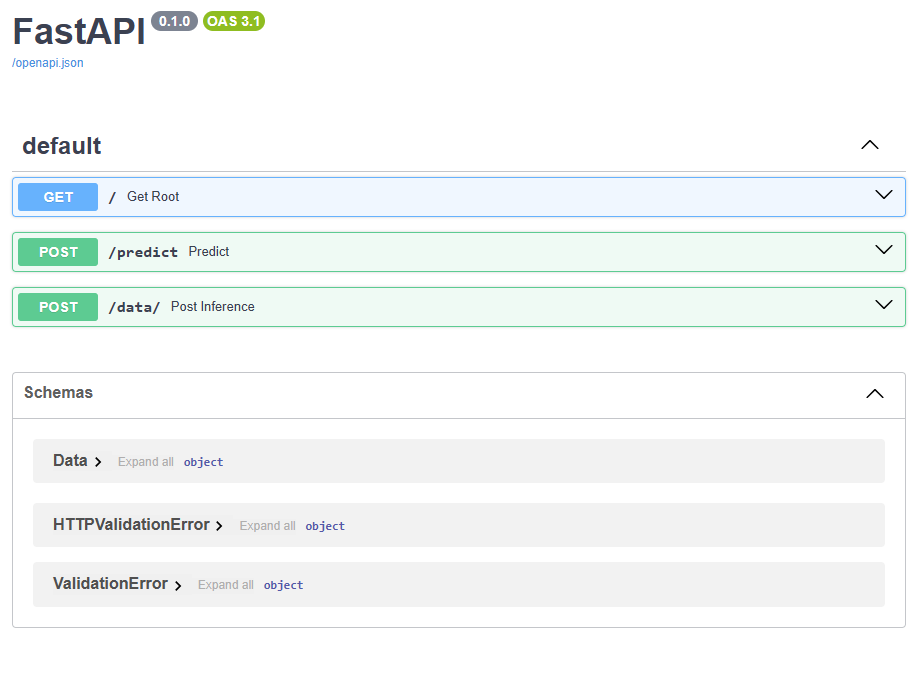 FastAPI 0.1.0 OAS 3.1
/openapi.json
default
GET / Get Root
POST /predict Predict
POST /data/ Post Inference
Schemas
Data Expand all object
HTTPValidationError Expand all object
ValidationError Expand all object